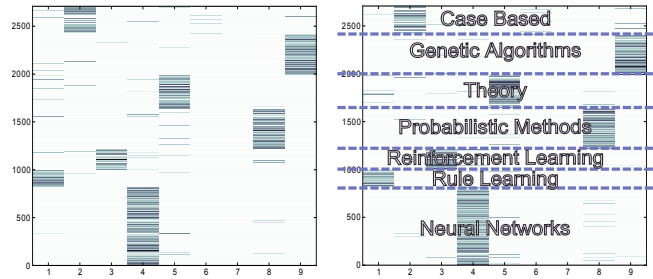 2500
2000
1500
1000
500
0
1 2 3 4 5 6 7 8 9
2500
2000
1500
1000
500
0
1 2 3 4 5 6 7 8 9
Case Based
Genetic Algorithms
Theory
Probabilistic Methods
Reinforcement Learning
Rule Learning
Neural Networks